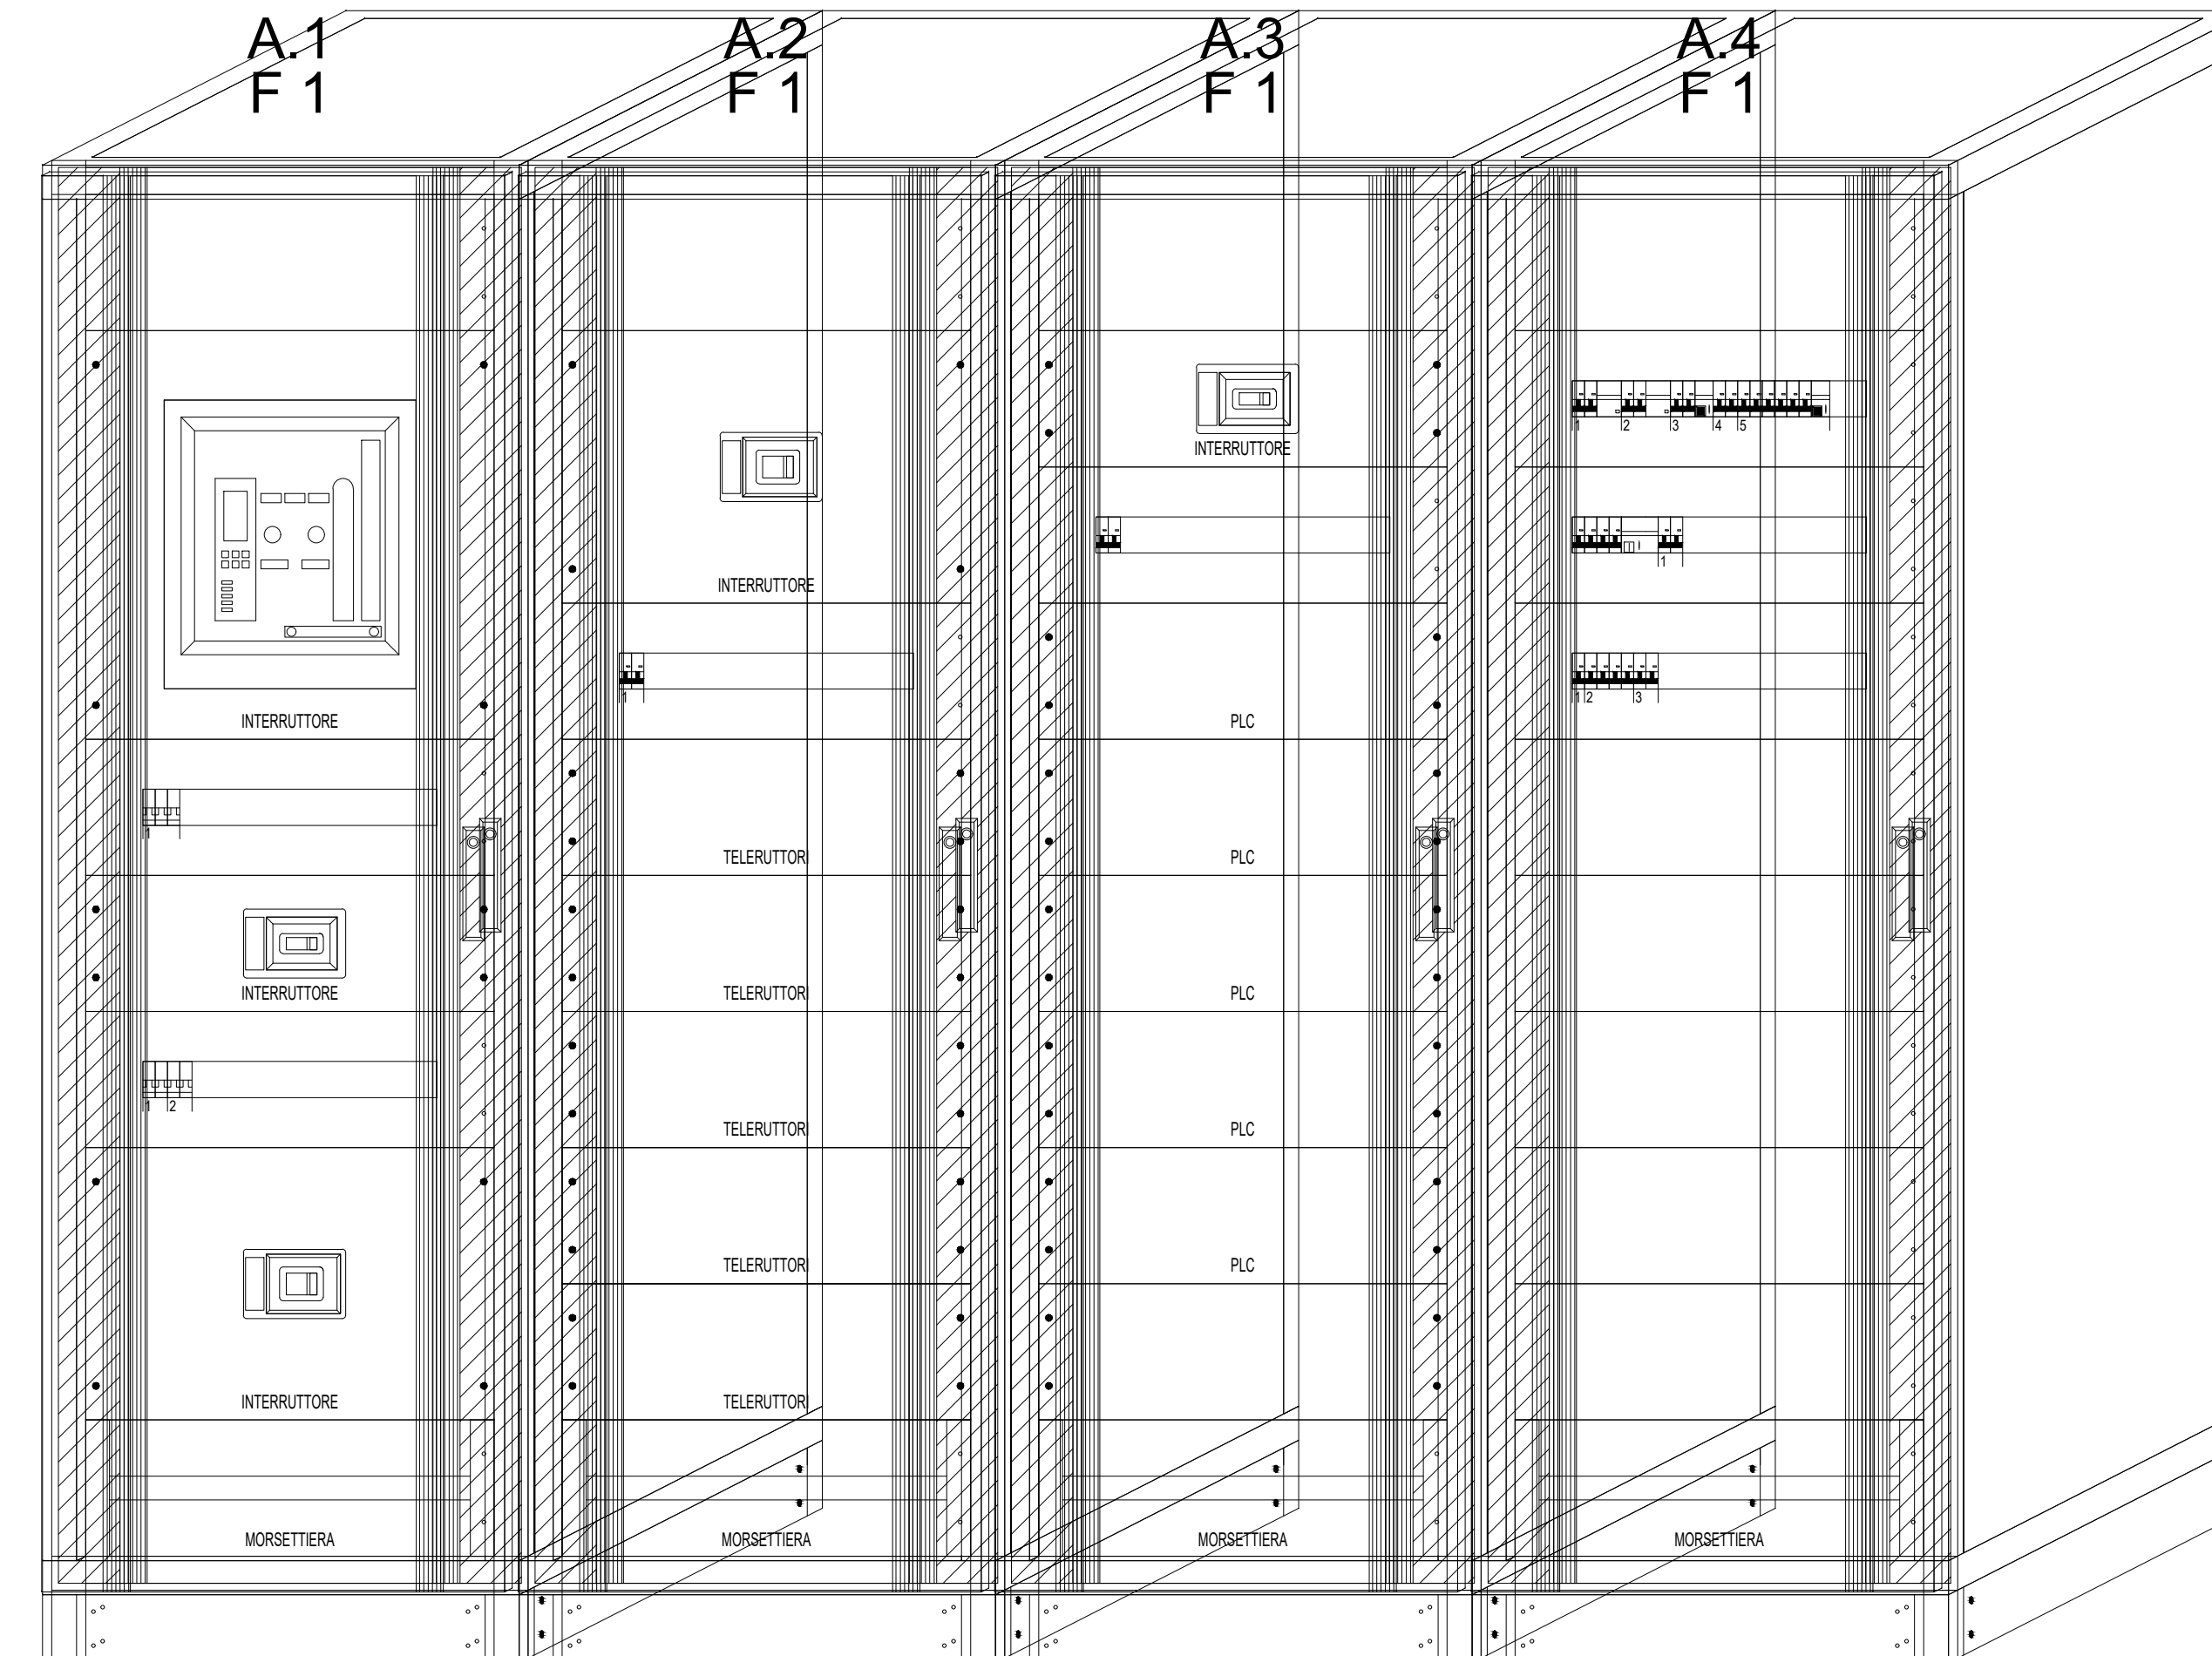 A.1
F 1
A.2
F 1
A.3
F 1
A.4
F 1
INTERRUTTORE
1
INTERRUTTORE
1 2
INTERRUTTORE
MORSETTIERA
INTERRUTTORE
1
TELERUTTORI
TELERUTTORI
TELERUTTORI
TELERUTTORI
TELERUTTORI
MORSETTIERA
INTERRUTTORE
PLC
PLC
PLC
PLC
PLC
MORSETTIERA
1 2 3 4 5
1
1 2 3
MORSETTIERA